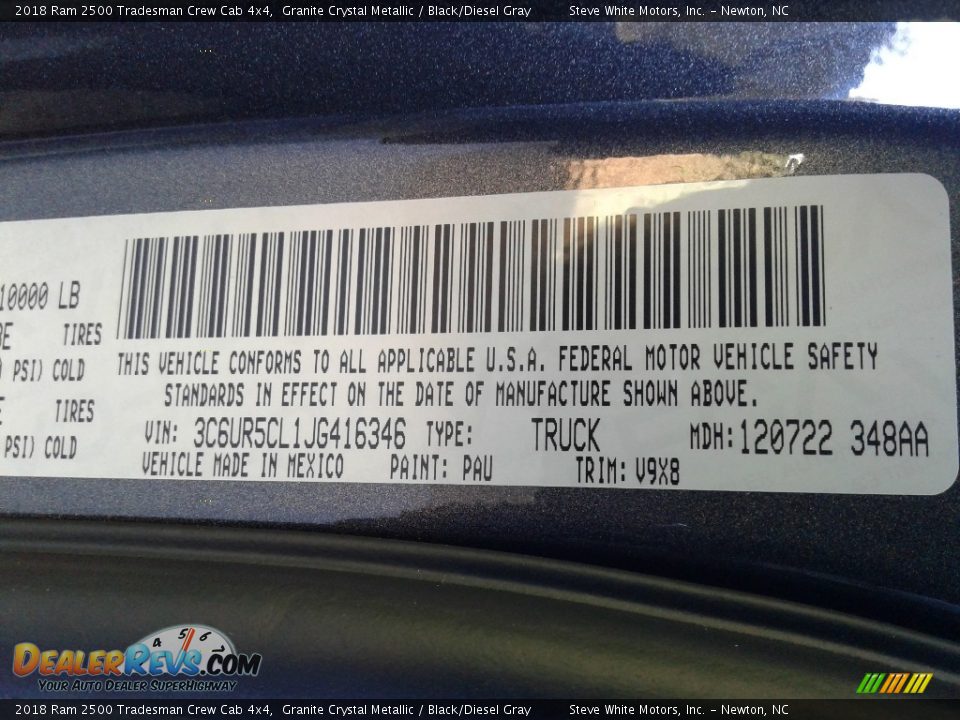 2018 Ram 2500 Tradesman Crew Cab 4x4, Granite Crystal Metallic / Black/Diesel Gray Steve White Motors, Inc. – Newton, NC
10000 LB
TIRES
PSI) COLD
TIRES
PSI) COLD
THIS VEHICLE CONFORMS TO ALL APPLICABLE U.S.A. FEDERAL MOTOR VEHICLE SAFETY
STANDARDS IN EFFECT ON THE DATE OF MANUFACTURE SHOWN ABOVE.
VIN: 3C6UR5CL1JG416346 TYPE: TRUCK MDH:120722 348AA
VEHICLE MADE IN MEXICO PAINT: PAU TRIM: V9X8
4 5 6
DEALERREVS.COM
YOUR AUTO DEALER SUPERHIGHWAY
2018 Ram 2500 Tradesman Crew Cab 4x4, Granite Crystal Metallic / Black/Diesel Gray Steve White Motors, Inc. – Newton, NC